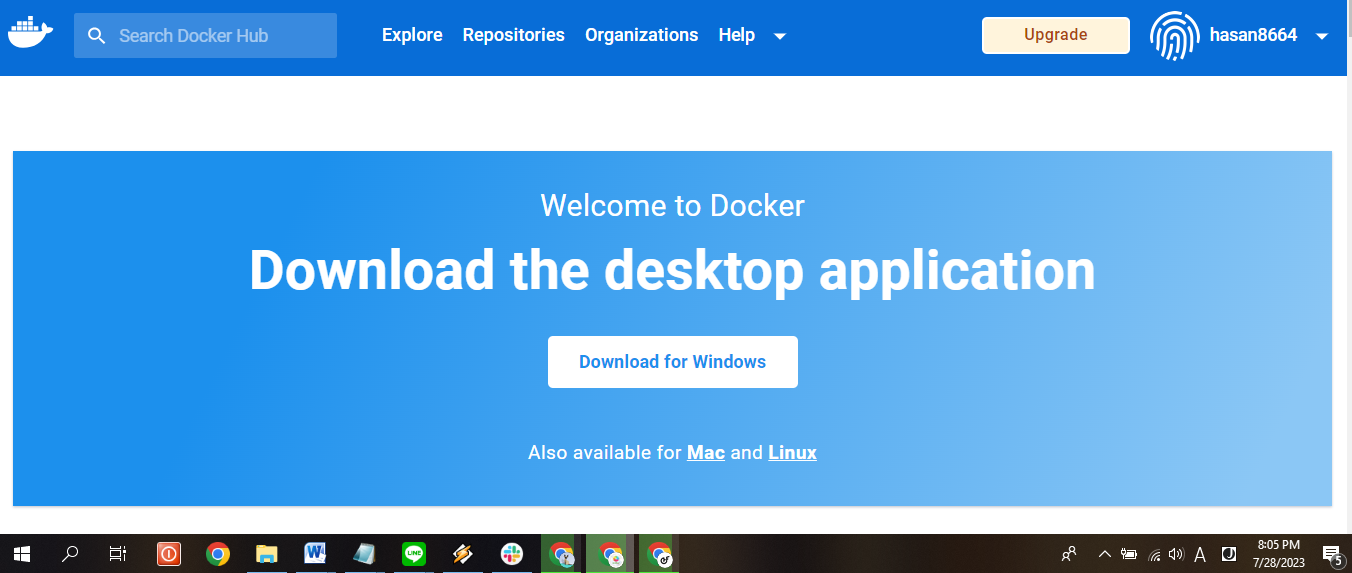 Search Docker Hub
Explore Repositories Organizations Help
Upgrade
hasan8664
Welcome to Docker
Download the desktop application
Download for Windows
Also available for Mac and Linux
W
LINE
A
J
8:05 PM
7/28/2023
5